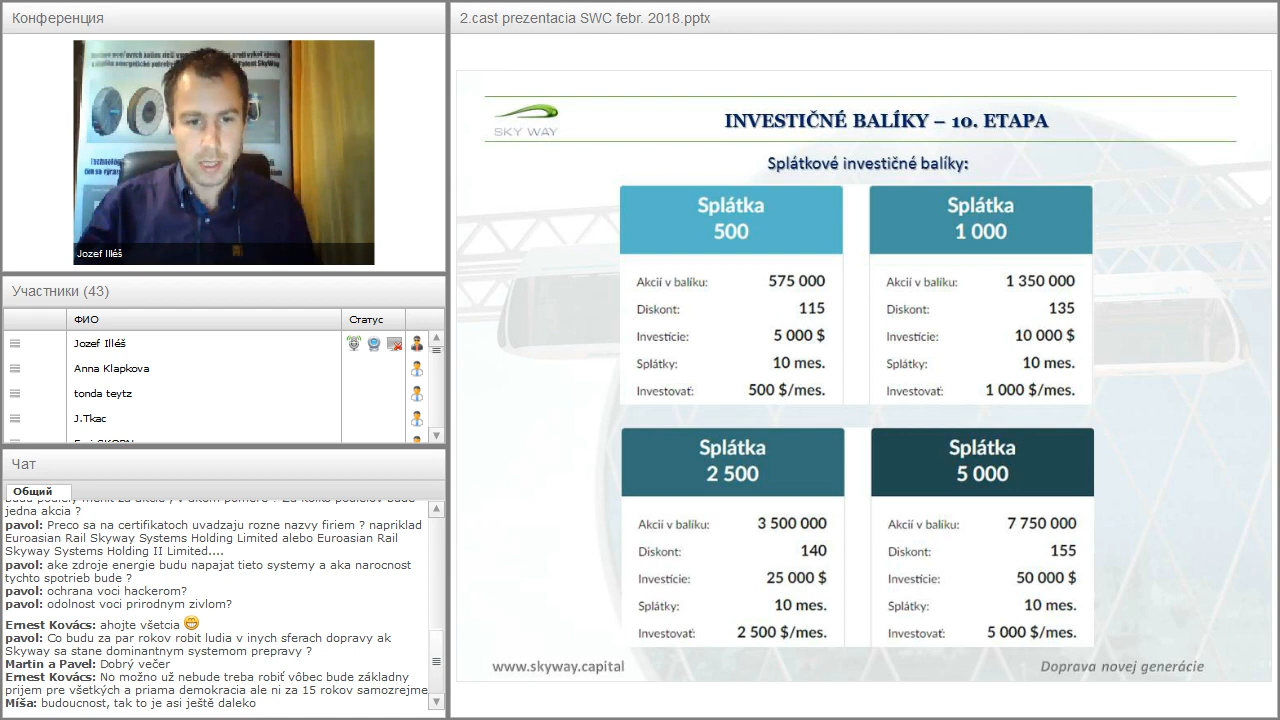 Конференция
Jozef Illéš
Участники (43)
ФИО
Статус
Jozef Illéš
Anna Klapkova
tonda teytz
J.Tkac
Чат
Общий
jedna akcia ?
pavol: Preco sa na certifikatoch uvadzaju rozne nazvy firiem ? napriklad
Euroasian Rail Skyway Systems Holding Limited alebo Euroasian Rail
Skyway Systems Holding II Limited....
pavol: ake zdroje energie budu napajat tieto systemy a aka narocnost
tychto spotrieb bude ?
pavol: ochrana voci hackerom?
pavol: odolnost voci prirodnym zivlom?
Ernest Kovács: ahojte všetcia
pavol: Co budu za par rokov robit ludia v inych sferach dopravy ak
Skyway sa stane dominantnym systemom prepravy ?
Martin a Pavel: Dobrý večer
Ernest Kovács: No možno už nebude treba robiť vôbec bude základny
prijem pre všetkých a priama demokracia ale ni za 15 rokov samozrejme
Míša: budoucnost, tak to je asi ještě daleko
2.cast prezentacia SWC febr. 2018.pptx
SKY WAY
INVESTIČNÉ BALÍKY – 10. ETAPA
Splátkové investičné balíky:
Splátka
500
Akcií v balíku: 575 000
Diskont: 115
Investície: 5 000 $
Splátky: 10 mes.
Investovať: 500 $/mes.
Splátka
1 000
Akcií v balíku: 1 350 000
Diskont: 135
Investície: 10 000 $
Splátky: 10 mes.
Investovať: 1 000 $/mes.
Splátka
2 500
Akcií v balíku: 3 500 000
Diskont: 140
Investície: 25 000 $
Splátky: 10 mes.
Investovať: 2 500 $/mes.
Splátka
5 000
Akcií v balíku: 7 750 000
Diskont: 155
Investície: 50 000 $
Splátky: 10 mes.
Investovať: 5 000 $/mes.
www.skyway.capital
Doprava novej generácie